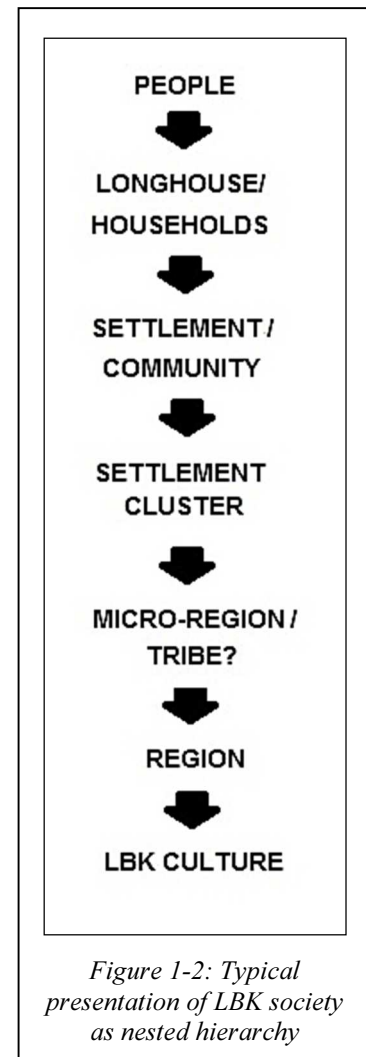 PEOPLE
LONGHOUSE/
HOUSEHOLDS
SETTLEMENT/
COMMUNITY
SETTLEMENT
CLUSTER
MICRO-REGION/
TRIBE?
REGION
LBK CULTURE
Figure 1-2: Typical
presentation of LBK society
as nested hierarchy